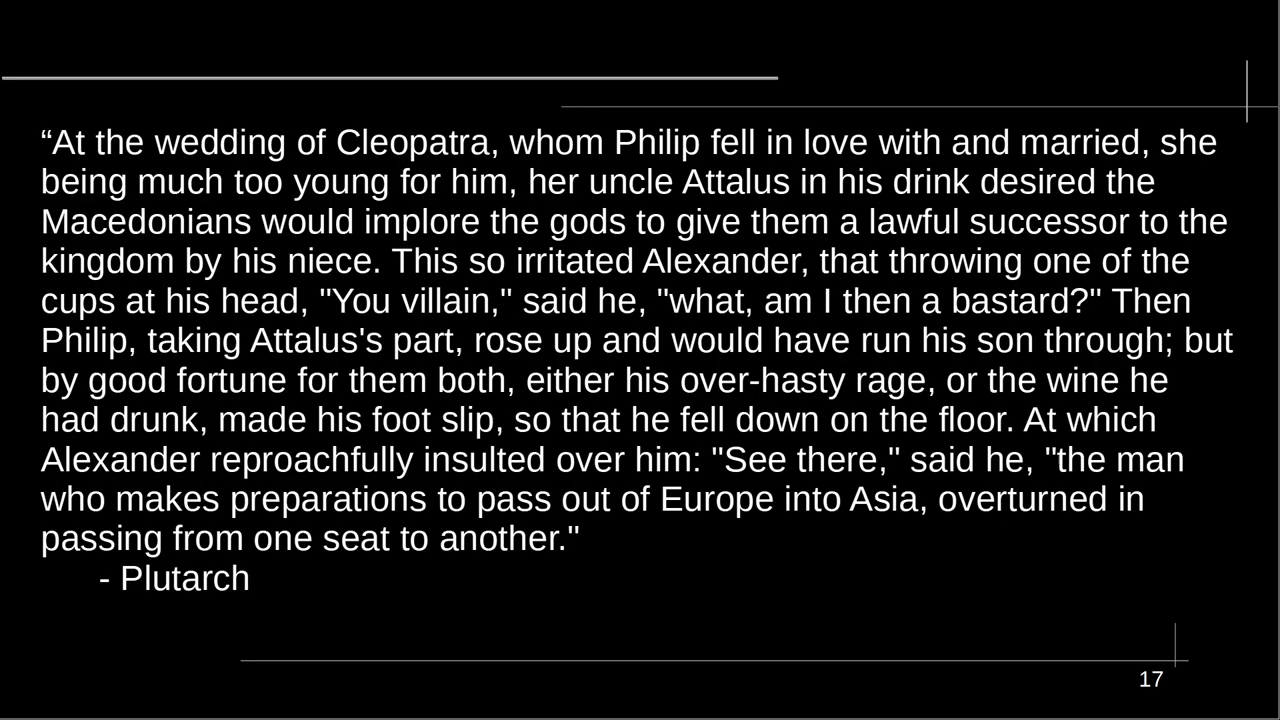 “At the wedding of Cleopatra, whom Philip fell in love with and married, she
being much too young for him, her uncle Attalus in his drink desired the
Macedonians would implore the gods to give them a lawful successor to the
kingdom by his niece. This so irritated Alexander, that throwing one of the
cups at his head, "You villain," said he, "what, am I then a bastard?" Then
Philip, taking Attalus's part, rose up and would have run his son through; but
by good fortune for them both, either his over-hasty rage, or the wine he
had drunk, made his foot slip, so that he fell down on the floor. At which
Alexander reproachfully insulted over him: "See there," said he, "the man
who makes preparations to pass out of Europe into Asia, overturned in
passing from one seat to another."
- Plutarch
17